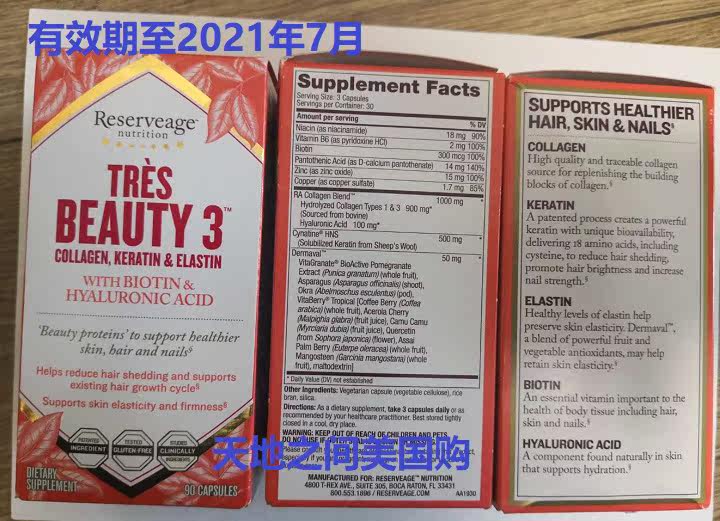 有效期至2021年7月
Reserveage™
nutrition
TRÈS
BEAUTY 3™
COLLAGEN, KERATIN & ELASTIN
WITH BIOTIN &
HYALURONIC ACID
'Beauty proteins' to support healthier
skin, hair and nails§
Helps reduce hair shedding and supports
existing hair growth cycle§
Supports skin elasticity and firmness§
PATENTED
INGREDIENT
TESTED
GLUTEN-FREE
STUDIED
CLINICALLY
INGREDIENTS
DIETARY
SUPPLEMENT
90 CAPSULES
Supplement Facts
Serving Size: 3 Capsules
Servings Per Container: 30
Amount per serving % DV
Niacin (as niacinamide) 18 mg 90%
Vitamin B6 (as pyridoxine HCl) 2 mg 100%
Biotin 300 mcg 100%
Pantothenic Acid (as D-calcium pantothenate) 14 mg 140%
Zinc (as zinc oxide) 15 mg 100%
Copper (as copper sulfate) 1.7 mg 85%
RA Collagen Blend™ 1000 mg
Hydrolyzed Collagen Types 1 & 3 900 mg*
(Sourced from bovine)
Hyaluronic Acid 100 mg*
Cynatine® HNS 500 mg *
(Solubilized Keratin from Sheep's Wool)
Dermaval™ 50 mg *
VitaGranate® BioActive Pomegranate
Extract (Punica granatum) (whole fruit),
Asparagus (Asparagus officinalis) (shoot),
Okra (Abelmoschus esculentus) (pod),
VitaBerry® Tropical [Coffee Berry (Coffea
arabica) (whole fruit), Acerola Cherry
(Malpighia glabra) (fruit juice), Camu Camu
(Myrciaria dubia) (fruit juice), Quercetin
(from Sophora japonica) (flower), Assai
Palm Berry (Euterpe oleracea) (whole fruit),
Mangosteen (Garcinia mangostana) (whole
fruit), maltodextrin]
* Daily Value (DV) not established
Other Ingredients: Vegetarian capsule (vegetable cellulose), rice
bran, silica.
Directions: As a dietary supplement, take 3 capsules daily or as
recommended by your healthcare practitioner. Best stored tightly
closed in a cool, dry place.
WARNING: KEEP OUT OF REACH OF CHILDREN AND PETS.
DO NOT USE IF
天地之间美国购
MANUFACTURED FOR: RESERVEAGE™ NUTRITION
4800 T-REX AVE., SUITE 305, BOCA RATON, FL 33431
800.553.1896 / RESERVEAGE.COM AA1930
SUPPORTS HEALTHIER
HAIR, SKIN & NAILS§
COLLAGEN
High quality and traceable collagen
source for replenishing the building
blocks of collagen.§
KERATIN
A patented process creates a powerful
keratin with unique bioavailability,
delivering 18 amino acids, including
cysteine, to reduce hair shedding,
promote hair brightness and increase
nail strength.§
ELASTIN
Healthy levels of elastin help
preserve skin elasticity. Dermaval™,
a blend of powerful fruit and
vegetable antioxidants, may help
retain skin elasticity.§
BIOTIN
An essential vitamin important to the
health of body tissue including hair,
skin and nails.§
HYALURONIC ACID
A component found naturally in skin
that supports hydration.§